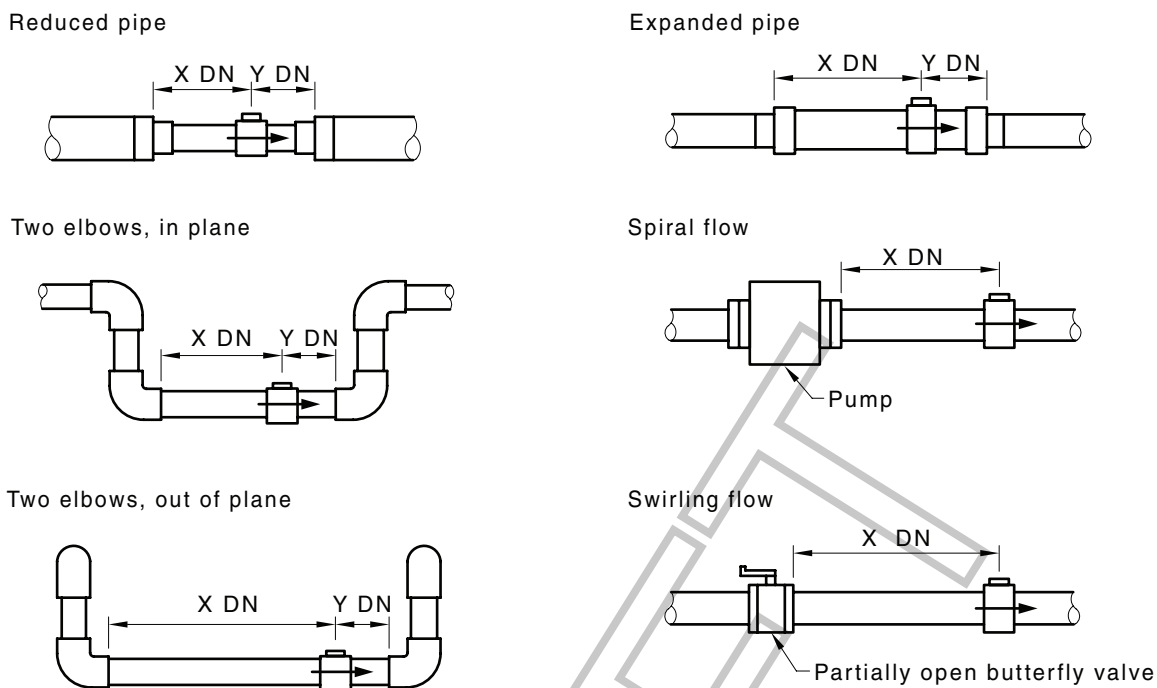 Reduced pipe
X DN Y DN
Expanded pipe
X DN Y DN
Two elbows, in plane
X DN Y DN
Spiral flow
X DN
Pump
Two elbows, out of plane
X DN Y DN
Swirling flow
X DN
Partially open butterfly valve